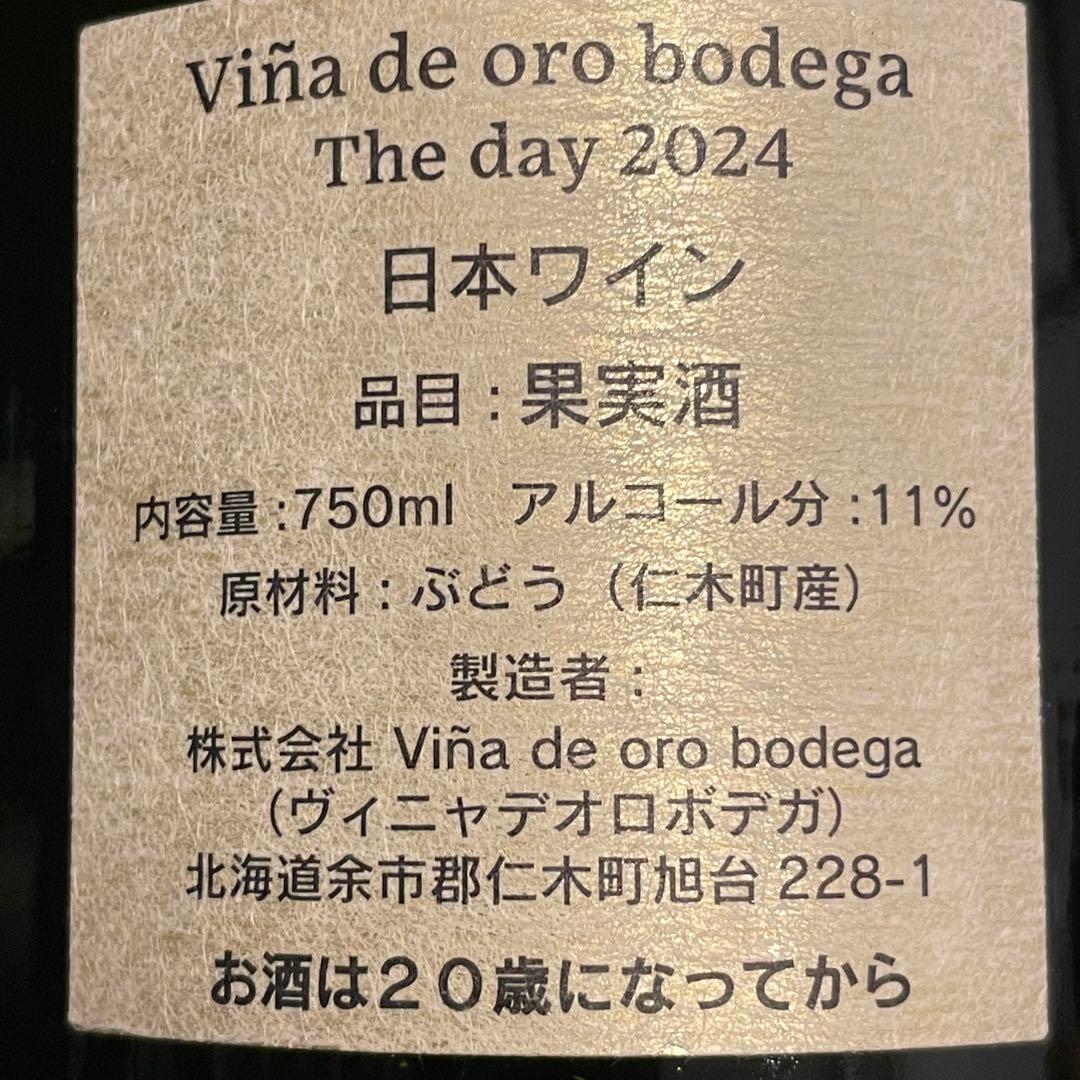 Viña de oro bodega
The day 2024
日本ワイン
品目 : 果実酒
内容量 :750ml　アルコール分 :11%
原材料 : ぶどう（仁木町産）
製造者 :
株式会社 Viña de oro bodega
（ヴィニャデオロボデガ）
北海道余市郡仁木町旭台 228-1
お酒は２０歳になってから